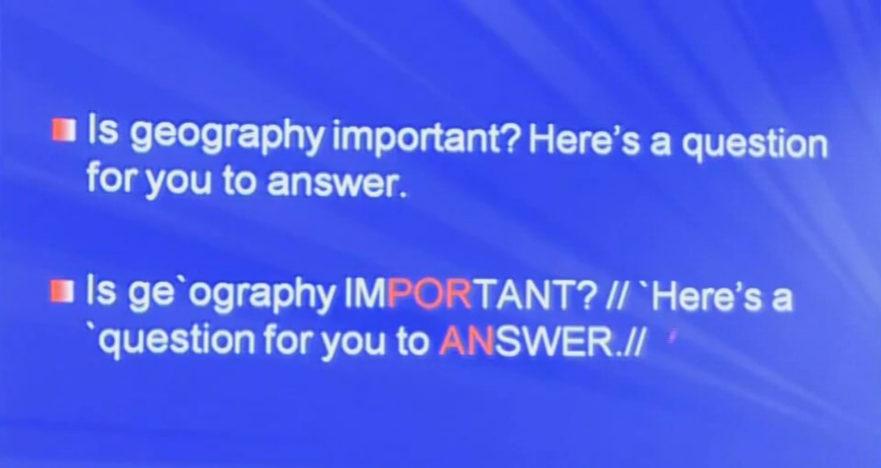 Is geography important? Here's a question
for you to answer.
Is ge`ography IMPORTANT? // `Here's a
`question for you to ANSWER.//